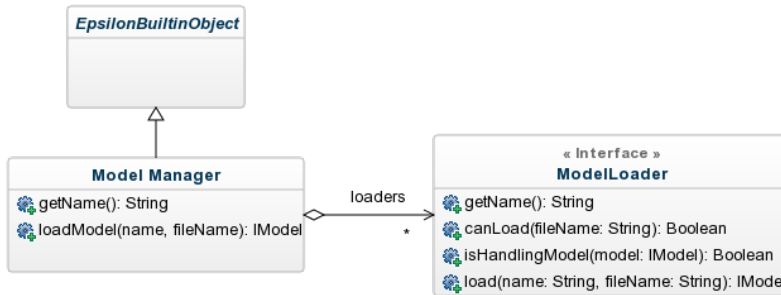 EpsilonBuiltinObject
Model Manager
getName(): String
loadModel(name, fileName): IModel
loaders
*
« Interface »
ModelLoader
getName(): String
canLoad(fileName: String): Boolean
isHandlingModel(model: IModel): Boolean
load(name: String, fileName: String): IMode